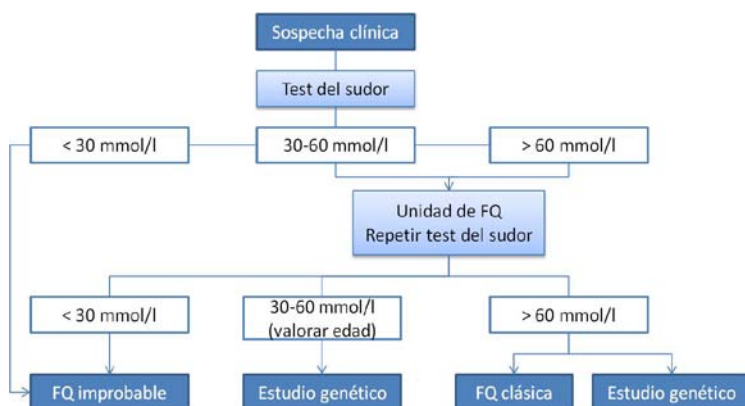 Sospecha clínica
Test del sudor
< 30 mmol/l
30-60 mmol/l
> 60 mmol/l
Unidad de FQ
Repetir test del sudor
< 30 mmol/l
30-60 mmol/l
(valorar edad)
> 60 mmol/l
FQ improbable
Estudio genético
FQ clásica
Estudio genético